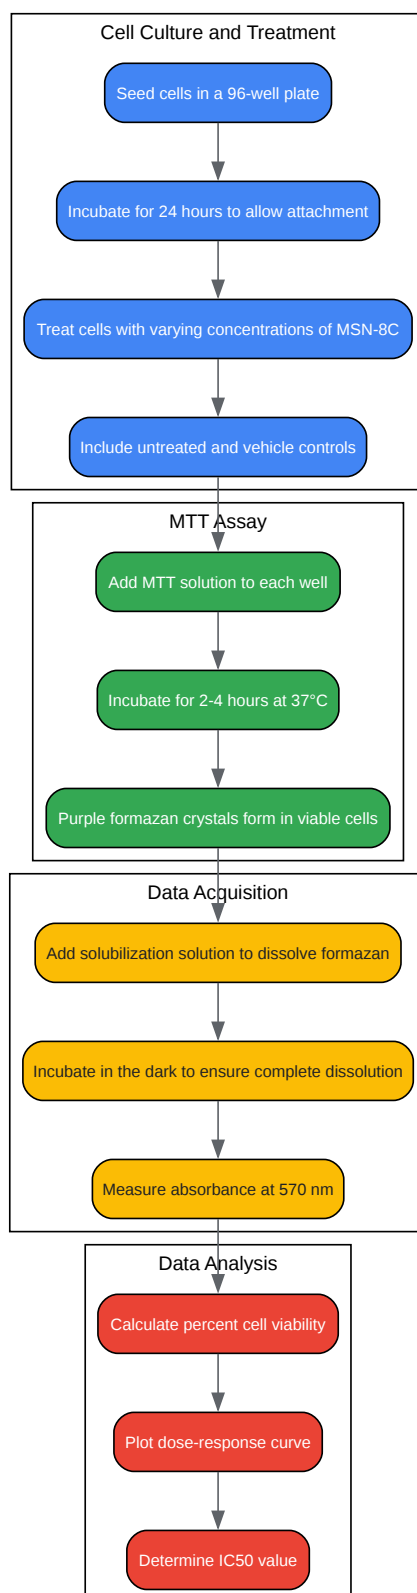 Cell Culture and Treatment
Seed cells in a 96-well plate
Incubate for 24 hours to allow attachment
Treat cells with varying concentrations of MSN-8C
Include untreated and vehicle controls
MTT Assay
Add MTT solution to each well
Incubate for 2-4 hours at 37°C
Purple formazan crystals form in viable cells
Data Acquisition
Add solubilization solution to dissolve formazan
Incubate in the dark to ensure complete dissolution
Measure absorbance at 570 nm
Data Analysis
Calculate percent cell viability
Plot dose-response curve
Determine IC50 value